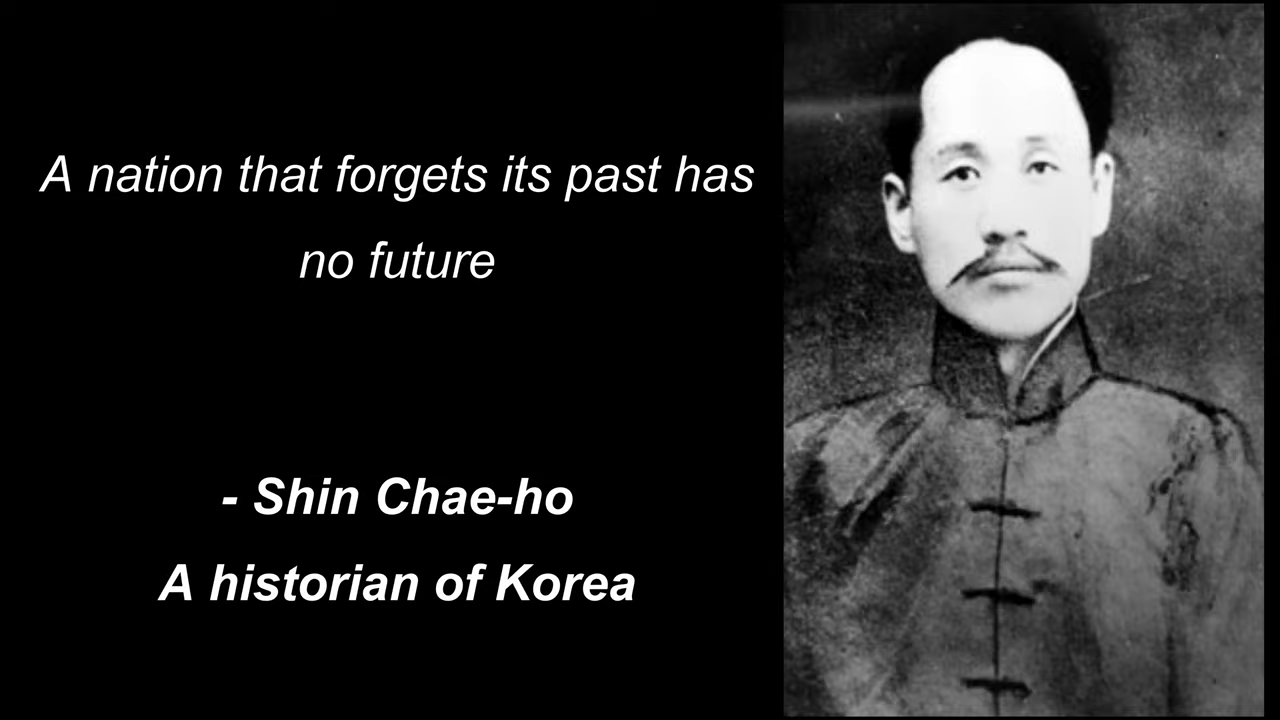 A nation that forgets its past has
no future
- Shin Chae-ho
A historian of Korea